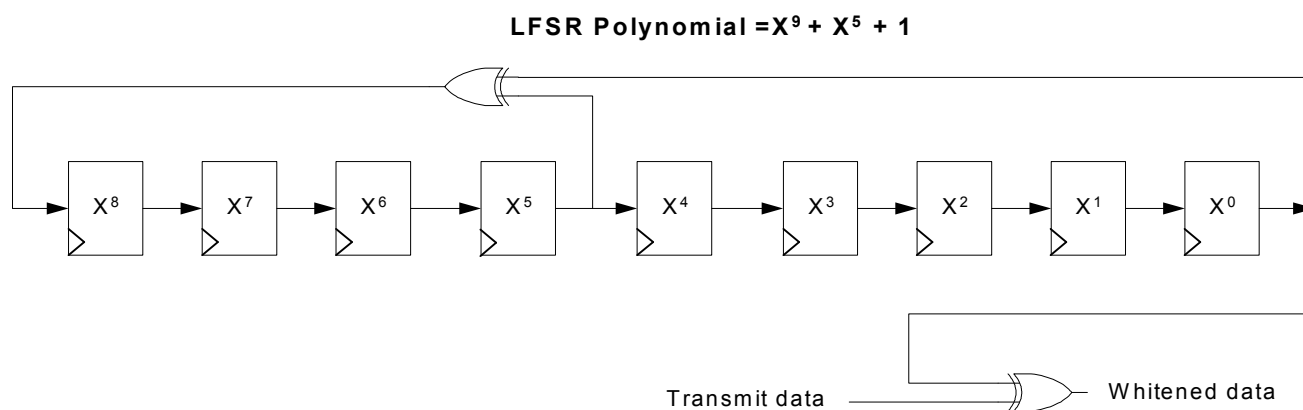 LFSR Polynomial =X⁹ + X⁵ + 1
X⁸ X⁷ X⁶ X⁵ X⁴ X³ X² X¹ X⁰
Transmit data
Whitened data